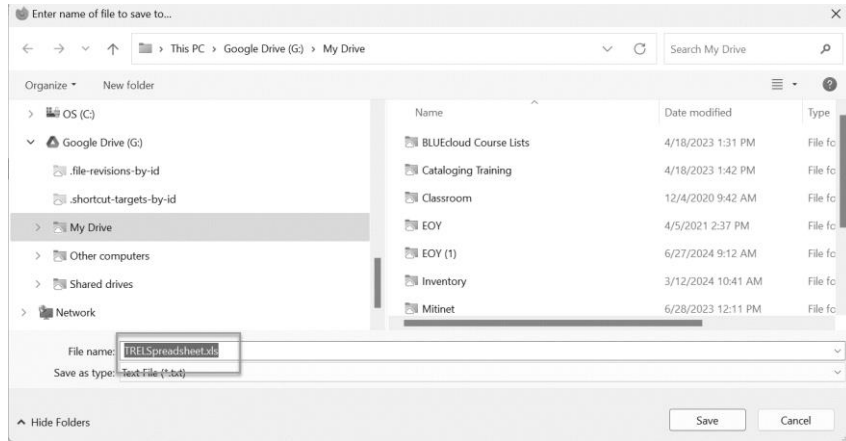 Enter name of file to save to...
This PC > Google Drive (G:) > My Drive
Search My Drive
Organize
New folder
OS (C:)
Google Drive (G:)
.file-revisions-by-id
.shortcut-targets-by-id
My Drive
Other computers
Shared drives
Network
Name Date modified Type
BLUEcloud Course Lists 4/18/2023 1:31 PM File fo
Cataloging Training 4/18/2023 1:42 PM File fo
Classroom 12/4/2020 9:42 AM File fo
EOY 4/5/2021 2:37 PM File fo
EOY (1) 6/27/2024 9:12 AM File fo
Inventory 3/12/2024 10:41 AM File fo
Mitinet 6/28/2023 12:11 PM File fo
File name: TRELSpreadsheet.xls
Save as type: Text File (*.txt)
Hide Folders
Save
Cancel